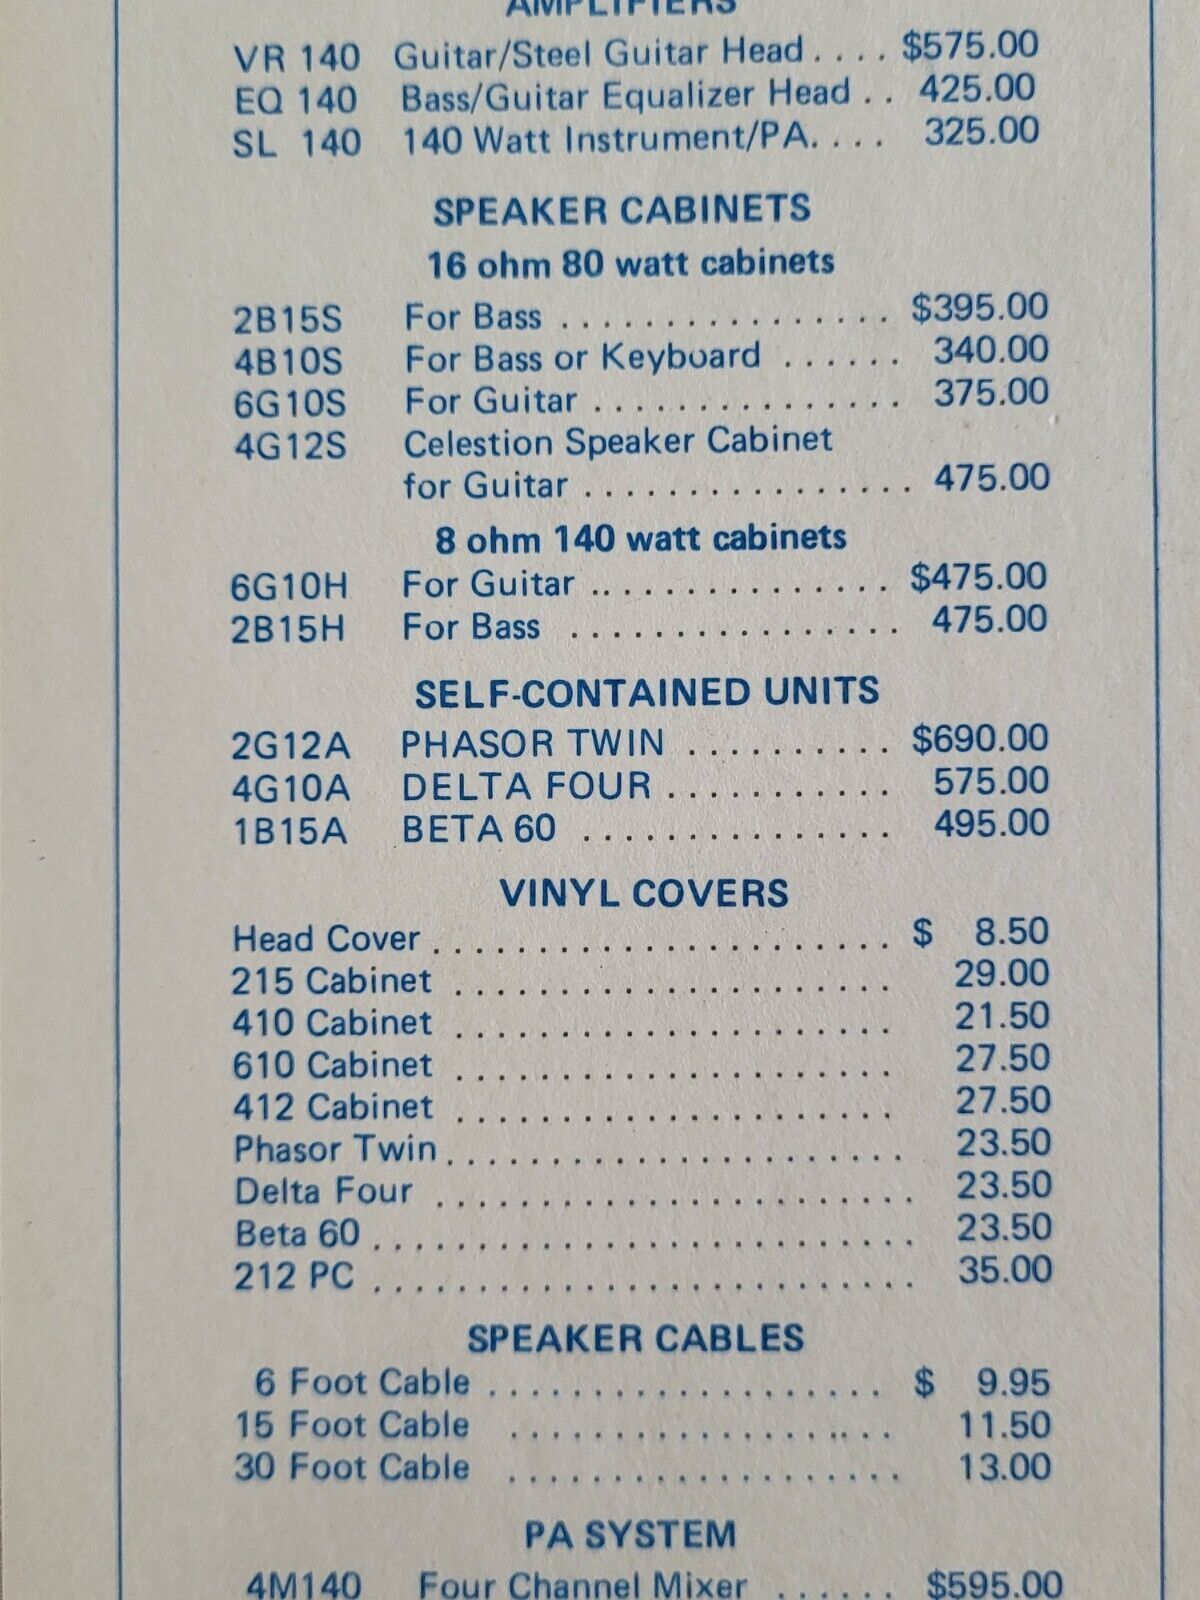 AMPLIFIERS
VR 140 Guitar/Steel Guitar Head . . . . $575.00
EQ 140 Bass/Guitar Equalizer Head . . 425.00
SL 140 140 Watt Instrument/PA. . . . 325.00
SPEAKER CABINETS
16 ohm 80 watt cabinets
2B15S For Bass . . . . . . . . . . . . . . . . $395.00
4B10S For Bass or Keyboard . . . . . . 340.00
6G10S For Guitar . . . . . . . . . . . . . . . 375.00
4G12S Celestion Speaker Cabinet
for Guitar . . . . . . . . . . . . . . . . 475.00
8 ohm 140 watt cabinets
6G10H For Guitar . . . . . . . . . . . . . . . $475.00
2B15H For Bass . . . . . . . . . . . . . . . . 475.00
SELF-CONTAINED UNITS
2G12A PHASOR TWIN . . . . . . . . . . $690.00
4G10A DELTA FOUR . . . . . . . . . . . 575.00
1B15A BETA 60 . . . . . . . . . . . . . . . 495.00
VINYL COVERS
Head Cover . . . . . . . . . . . . . . . . . . . . . . $ 8.50
215 Cabinet . . . . . . . . . . . . . . . . . . . . . 29.00
410 Cabinet . . . . . . . . . . . . . . . . . . . . . 21.50
610 Cabinet . . . . . . . . . . . . . . . . . . . . . 27.50
412 Cabinet . . . . . . . . . . . . . . . . . . . . . 27.50
Phasor Twin . . . . . . . . . . . . . . . . . . . . . . 23.50
Delta Four . . . . . . . . . . . . . . . . . . . . . . . 23.50
Beta 60 . . . . . . . . . . . . . . . . . . . . . . . . . . 23.50
212 PC . . . . . . . . . . . . . . . . . . . . . . . . . . 35.00
SPEAKER CABLES
6 Foot Cable . . . . . . . . . . . . . . . . . . . $ 9.95
15 Foot Cable . . . . . . . . . . . . . . . . . . . 11.50
30 Foot Cable . . . . . . . . . . . . . . . . . . . 13.00
PA SYSTEM
4M140 Four Channel Mixer . . . . . . $595.00